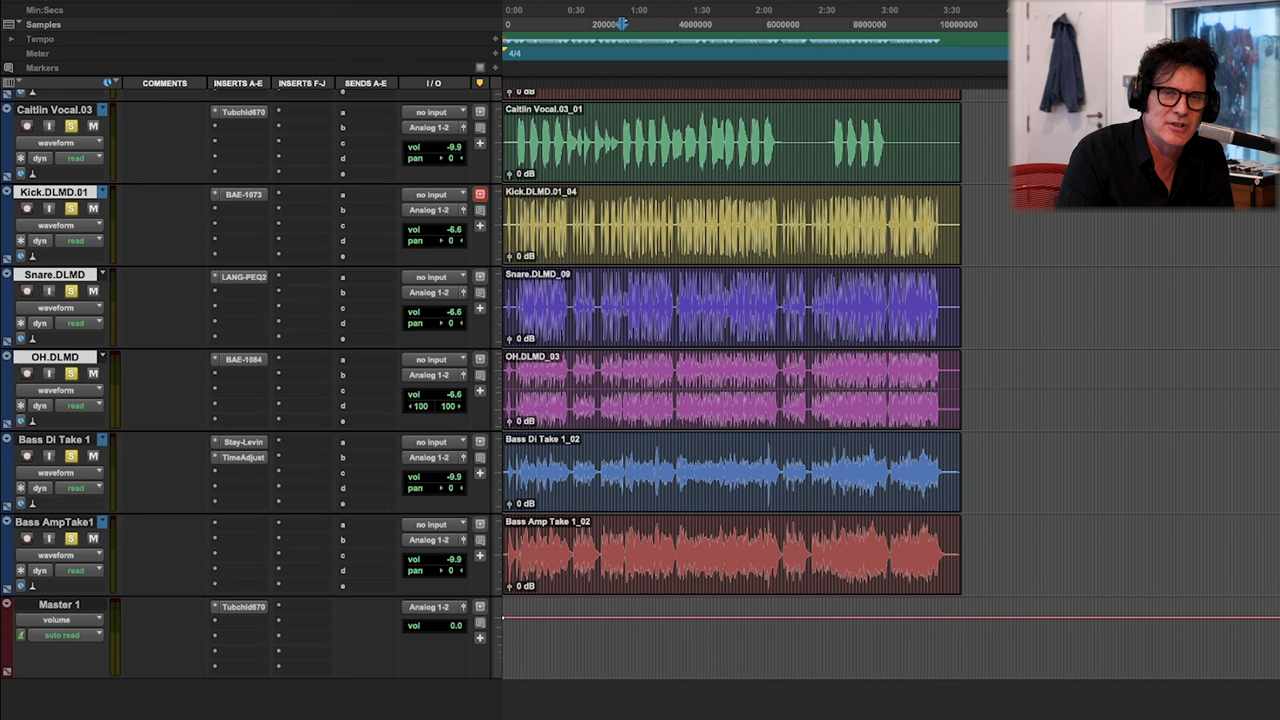 Min:Secs 0:00 0:30 1:00 1:30 2:00 2:30 3:00 3:30
Samples 0 4000000 6000000 8000000 10000000
Tempo
Meter 4/4
Markers
COMMENTS INSERTS A-E INSERTS F-J SENDS A-E I / O
0 dB
Caitlin Vocal.03 Tubchld670 a no input Caitlin Vocal.03_01
I S M b Analog 1-2
waveform c vol -9.9
dyn read d pan 0
e 0 dB
Kick.DLMD.01 BAE-1073 a no input Kick.DLMD.01_04
I S M b Analog 1-2
waveform c vol -6.6
dyn read d pan 0
e 0 dB
Snare.DLMD LANG-PEQ2 a no input Snare.DLMD_09
I S M b Analog 1-2
waveform c vol -6.6
dyn read d pan 0
e 0 dB
OH.DLMD BAE-1084 a no input OH.DLMD_03
I S M b Analog 1-2
waveform c vol -6.6
dyn read d 100 100
e 0 dB
Bass Di Take 1 Stay-Levin a no input Bass Di Take 1_02
I S M TimeAdjust b Analog 1-2
waveform c vol -9.9
dyn read d pan 0
e 0 dB
Bass AmpTake1 a no input Bass Amp Take 1_02
I S M b Analog 1-2
waveform c vol -9.9
dyn read d pan 0
e 0 dB
Master 1 Tubchld670 Analog 1-2
volume vol 0.0
auto read